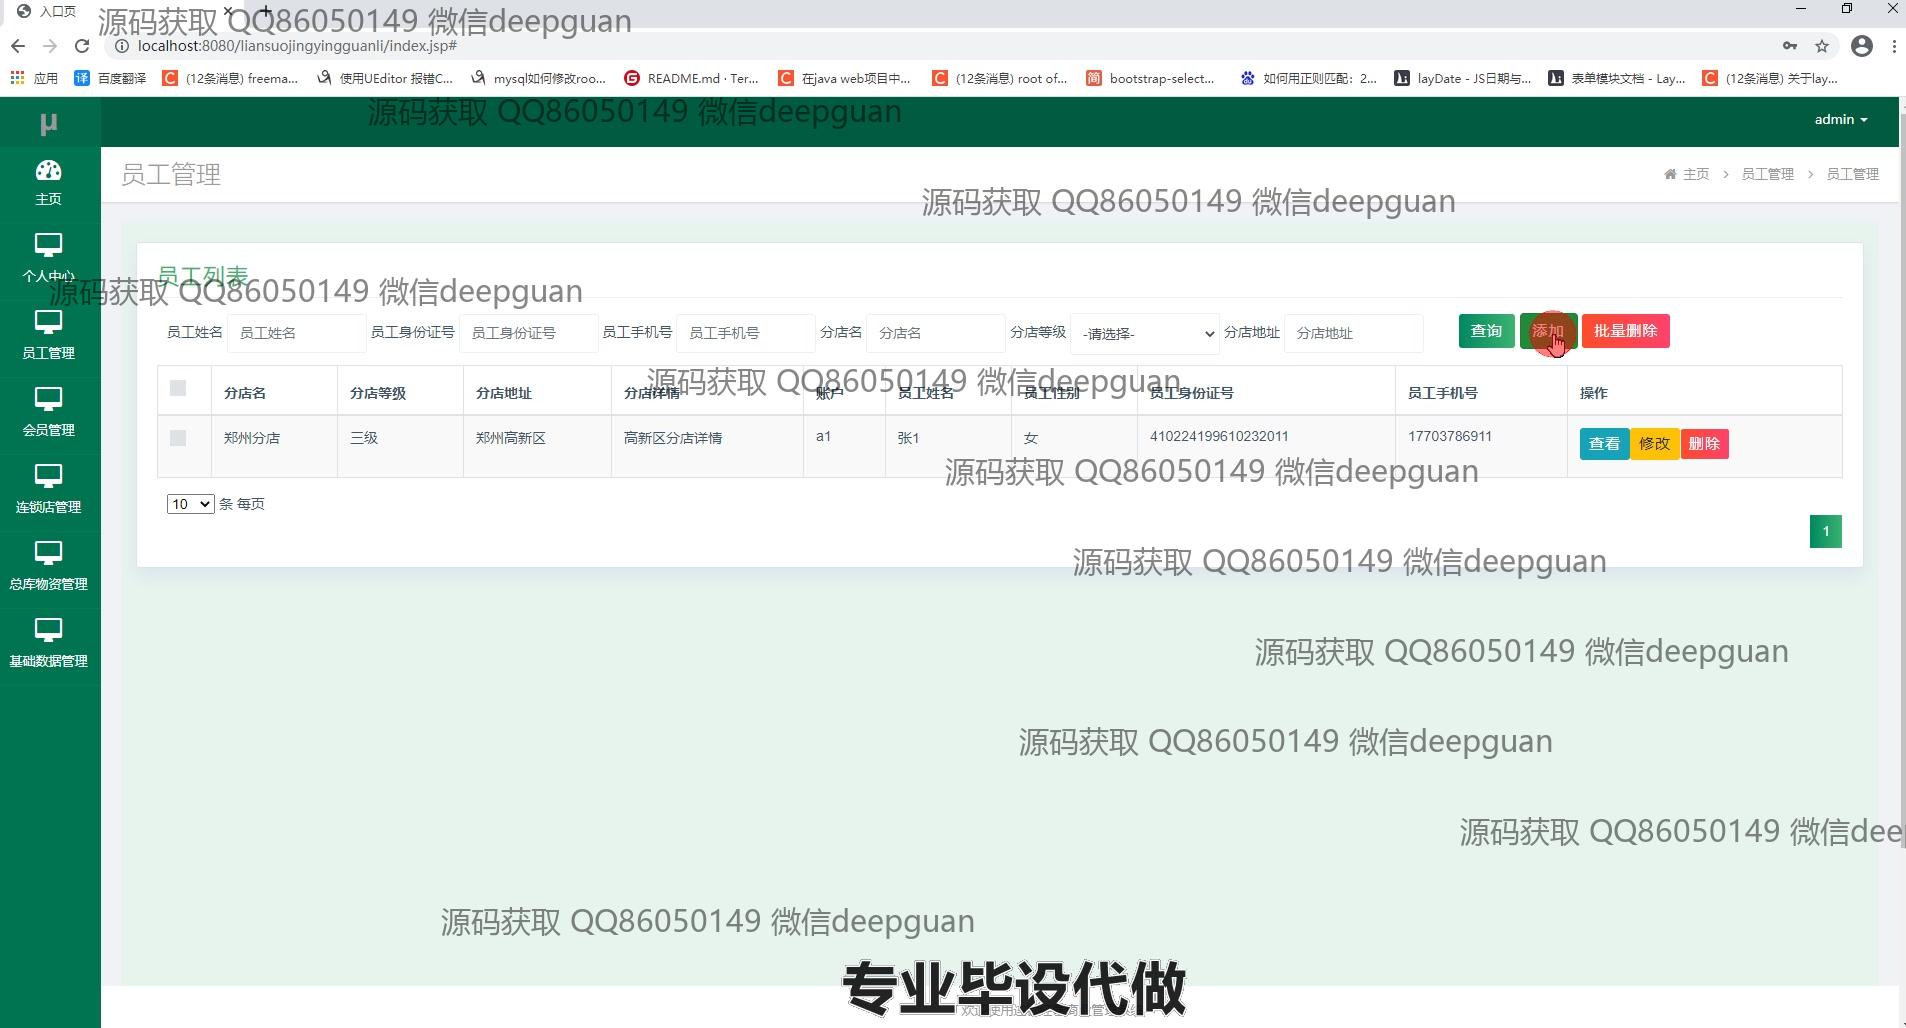 入口页
源码获取 QQ86050149 微信deepguan
localhost:8080/liansuojingyingguanli/index.jsp#
应用 百度翻译 (12条消息) freema... 使用UEditor 报错C... mysql如何修改roo... README.md · Ter... 在java web项目中... (12条消息) root of... bootstrap-select... 如何用正则匹配：2... layDate - JS日期与... 表单模块文档 - Lay... (12条消息) 关于lay...
源码获取 QQ86050149 微信deepguan
μ
admin
主页
员工管理
主页 > 员工管理 > 员工管理
源码获取 QQ86050149 微信deepguan
个人中心
员工列表
源码获取 QQ86050149 微信deepguan
员工管理
员工姓名 员工姓名 员工身份证号 员工身份证号 员工手机号 员工手机号 分店名 分店名 分店等级 -请选择- 分店地址 分店地址 查询 添加 批量删除
源码获取 QQ86050149 微信deepguan
分店名 分店等级 分店地址 分店详情 账户 员工姓名 员工性别 员工身份证号 员工手机号 操作
会员管理
郑州分店 三级 郑州高新区 高新区分店详情 a1 张1 女 410224199610232011 17703786911 查看 修改 删除
源码获取 QQ86050149 微信deepguan
连锁店管理
10 条 每页
1
源码获取 QQ86050149 微信deepguan
总库物资管理
源码获取 QQ86050149 微信deepguan
基础数据管理
源码获取 QQ86050149 微信deepguan
源码获取 QQ86050149 微信dee
源码获取 QQ86050149 微信deepguan
专业毕设代做